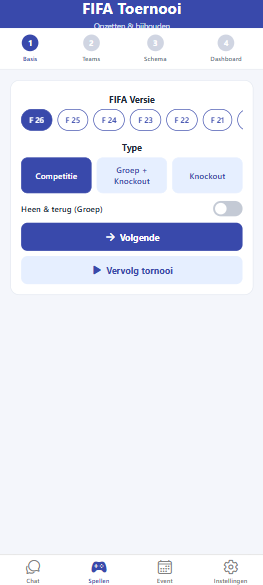 FIFA Toernooi
Opzetten & bijhouden
1 2 3 4
Basis Teams Schema Dashboard
FIFA Versie
F 26 F 25 F 24 F 23 F 22 F 21
Type
Competitie Groep + Knockout Knockout
Heen & terug (Groep)
→ Volgende
▶ Vervolg tornooi
Chat Spellen Event Instellingen